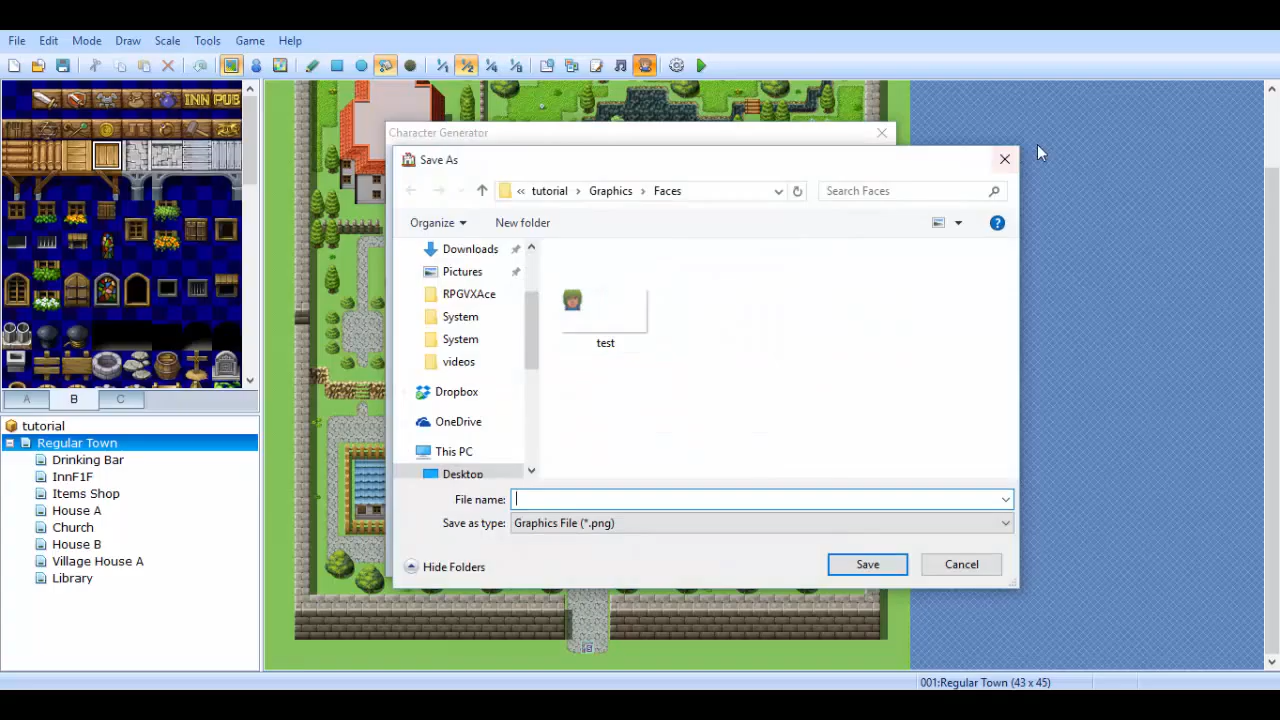 File Edit Mode Draw Scale Tools Game Help
INN PUB
A B C
tutorial
Regular Town
Drinking Bar
InnF1F
Items Shop
House A
Church
House B
Village House A
Library
Character Generator
Save As
« tutorial › Graphics › Faces
Search Faces
Organize
New folder
Downloads
Pictures
RPGVXAce
System
System
videos
Dropbox
OneDrive
This PC
Desktop
test
File name:
Save as type: Graphics File (*.png)
Hide Folders
Save
Cancel
001:Regular Town (43 x 45)